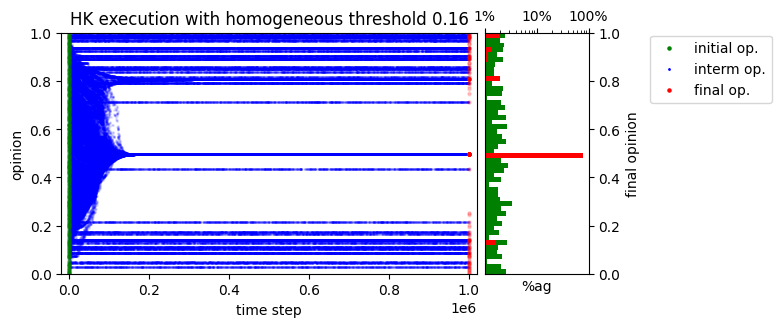 HK execution with homogeneous threshold 0.16
1% 10% 100%
1.0 1.0
0.8 0.8
0.6 0.6
0.4 0.4
0.2 0.2
0.0 0.0
opinion
final opinion
0.0 0.2 0.4 0.6 0.8 1.0
1e6
time step
%ag
initial op.
interm op.
final op.